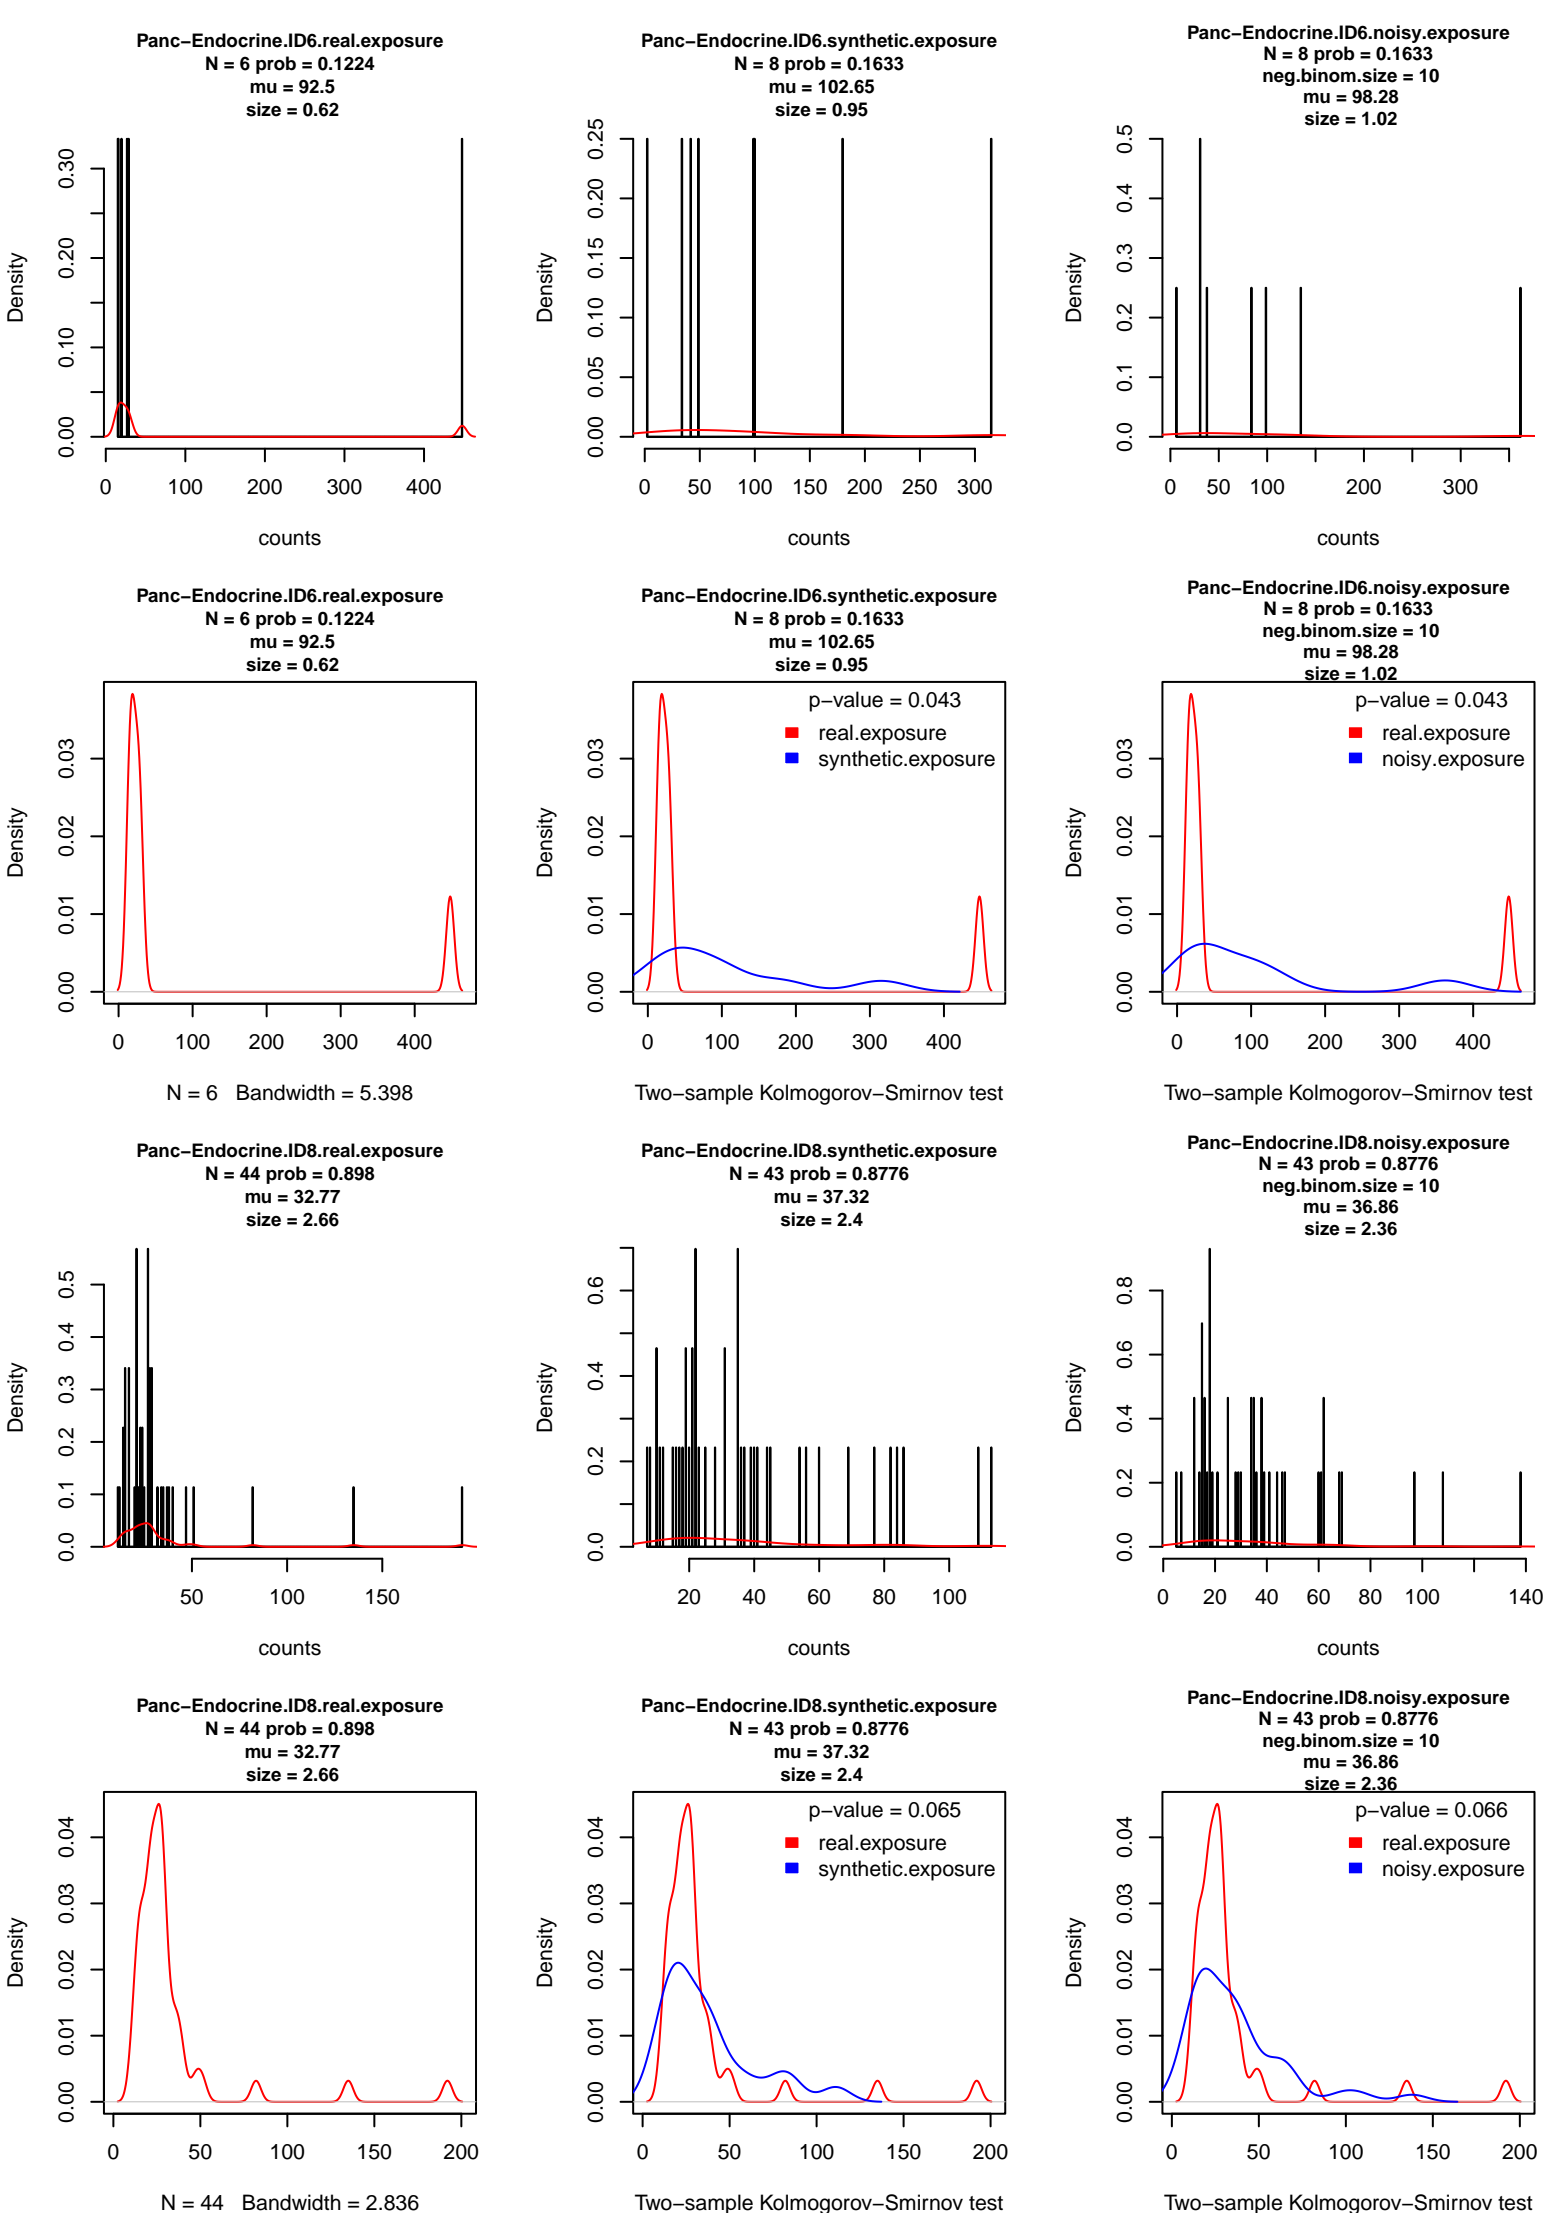 Panc−Endocrine.ID6.real.exposure
N = 6 prob = 0.1224
mu = 92.5
size = 0.62
Density
0.00 0.10 0.20 0.30
0 100 200 300 400
counts
Panc−Endocrine.ID6.synthetic.exposure
N = 8 prob = 0.1633
mu = 102.65
size = 0.95
Density
0.00 0.05 0.10 0.15 0.20 0.25
0 50 100 150 200 250 300
counts
Panc−Endocrine.ID6.noisy.exposure
N = 8 prob = 0.1633
neg.binom.size = 10
mu = 98.28
size = 1.02
Density
0.0 0.1 0.2 0.3 0.4 0.5
0 50 100 200 300
counts
Panc−Endocrine.ID6.real.exposure
N = 6 prob = 0.1224
mu = 92.5
size = 0.62
Density
0.00 0.01 0.02 0.03
0 100 200 300 400
N = 6 Bandwidth = 5.398
Panc−Endocrine.ID6.synthetic.exposure
N = 8 prob = 0.1633
mu = 102.65
size = 0.95
p−value = 0.043
real.exposure
synthetic.exposure
Density
0.00 0.01 0.02 0.03
0 100 200 300 400
Two−sample Kolmogorov−Smirnov test
Panc−Endocrine.ID6.noisy.exposure
N = 8 prob = 0.1633
neg.binom.size = 10
mu = 98.28
size = 1.02
p−value = 0.043
real.exposure
noisy.exposure
Density
0.00 0.01 0.02 0.03
0 100 200 300 400
Two−sample Kolmogorov−Smirnov test
Panc−Endocrine.ID8.real.exposure
N = 44 prob = 0.898
mu = 32.77
size = 2.66
Density
0.0 0.1 0.2 0.3 0.4 0.5
50 100 150
counts
Panc−Endocrine.ID8.synthetic.exposure
N = 43 prob = 0.8776
mu = 37.32
size = 2.4
Density
0.0 0.2 0.4 0.6
20 40 60 80 100
counts
Panc−Endocrine.ID8.noisy.exposure
N = 43 prob = 0.8776
neg.binom.size = 10
mu = 36.86
size = 2.36
Density
0.0 0.2 0.4 0.6 0.8
0 20 40 60 80 100 140
counts
Panc−Endocrine.ID8.real.exposure
N = 44 prob = 0.898
mu = 32.77
size = 2.66
Density
0.00 0.01 0.02 0.03 0.04
0 50 100 150 200
N = 44 Bandwidth = 2.836
Panc−Endocrine.ID8.synthetic.exposure
N = 43 prob = 0.8776
mu = 37.32
size = 2.4
p−value = 0.065
real.exposure
synthetic.exposure
Density
0.00 0.01 0.02 0.03 0.04
0 50 100 150 200
Two−sample Kolmogorov−Smirnov test
Panc−Endocrine.ID8.noisy.exposure
N = 43 prob = 0.8776
neg.binom.size = 10
mu = 36.86
size = 2.36
p−value = 0.066
real.exposure
noisy.exposure
Density
0.00 0.01 0.02 0.03 0.04
0 50 100 150 200
Two−sample Kolmogorov−Smirnov test